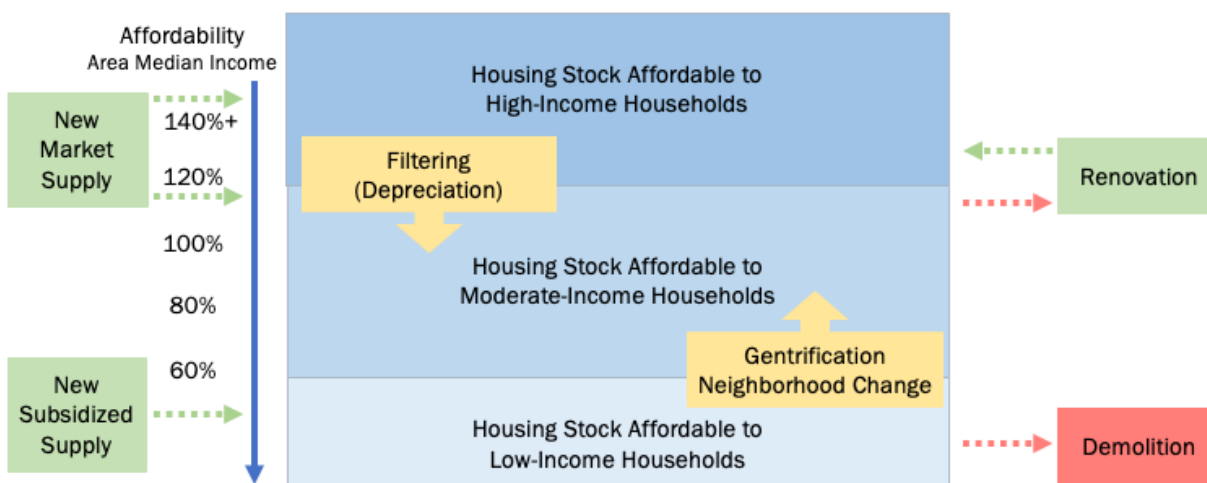 Affordability
Area Median Income
New
Market
Supply
140%+
120%
100%
80%
60%
New
Subsidized
Supply
Housing Stock Affordable to
High-Income Households
Filtering
(Depreciation)
Housing Stock Affordable to
Moderate-Income Households
Gentrification
Neighborhood Change
Housing Stock Affordable to
Low-Income Households
Renovation
Demolition